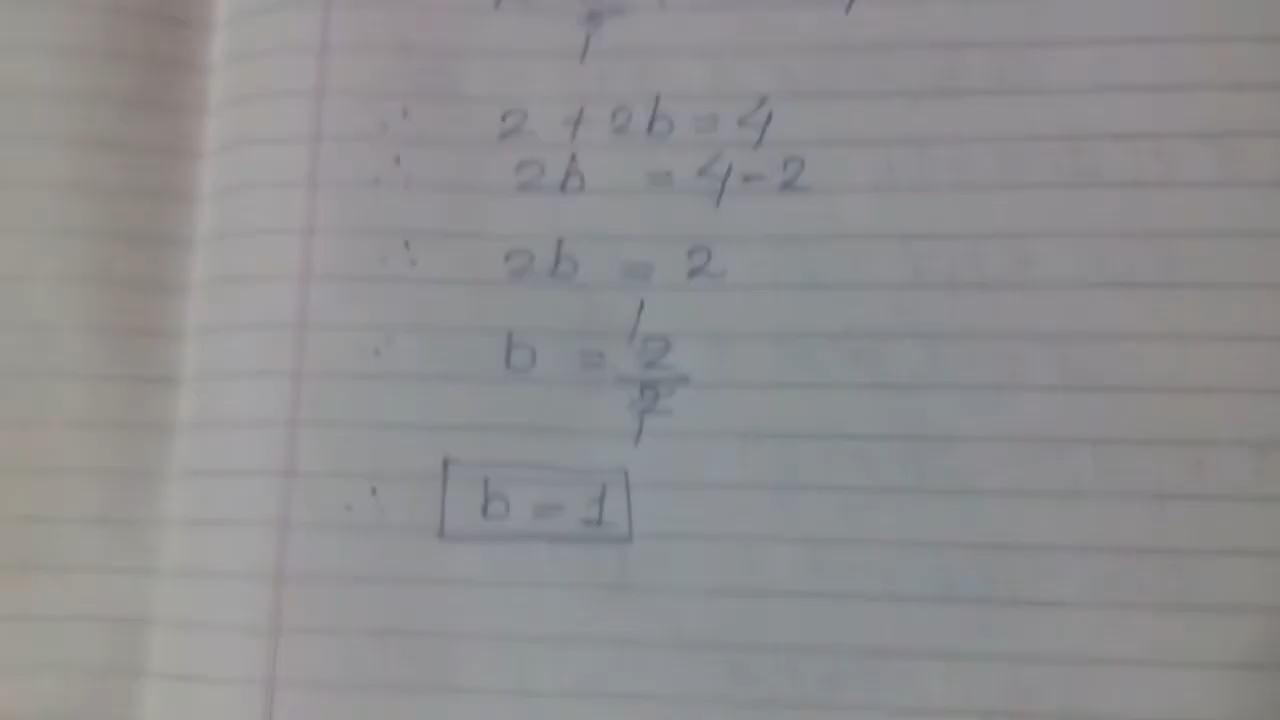 ∴ 2 + 2b = 4
∴ 2b = 4 - 2
∴ 2b = 2
∴ b = 2/2
∴ b = 1